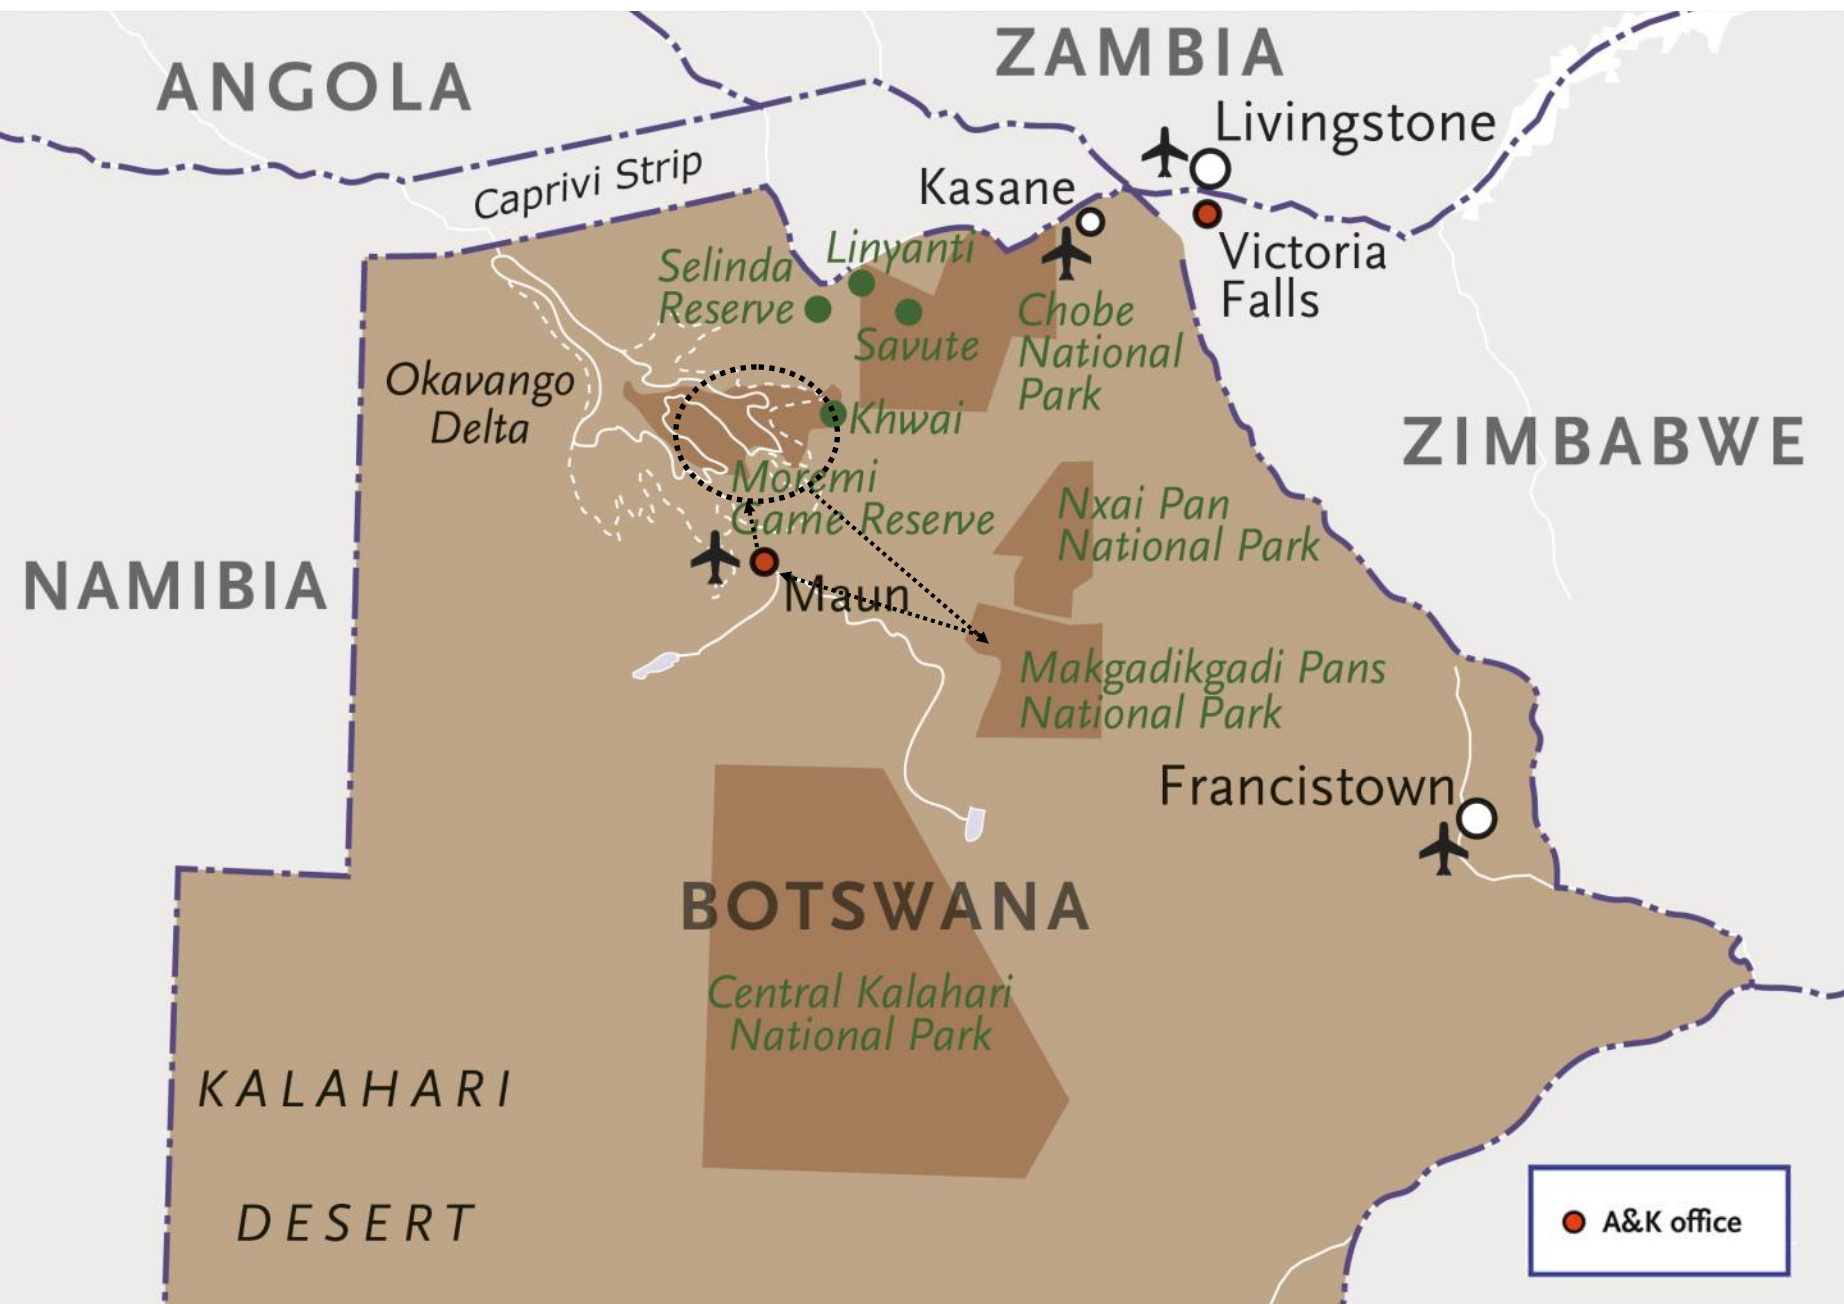 ANGOLA
ZAMBIA
Livingstone
Caprivi Strip
Kasane
Victoria
Falls
Linyanti
Selinda
Reserve
Savute
Chobe
National
Park
Okavango
Delta
Khwai
ZIMBABWE
Moremi
Game Reserve
Nxai Pan
National Park
NAMIBIA
Maun
Makgadikgadi Pans
National Park
Francistown
BOTSWANA
Central Kalahari
National Park
KALAHARI
DESERT
A&K office